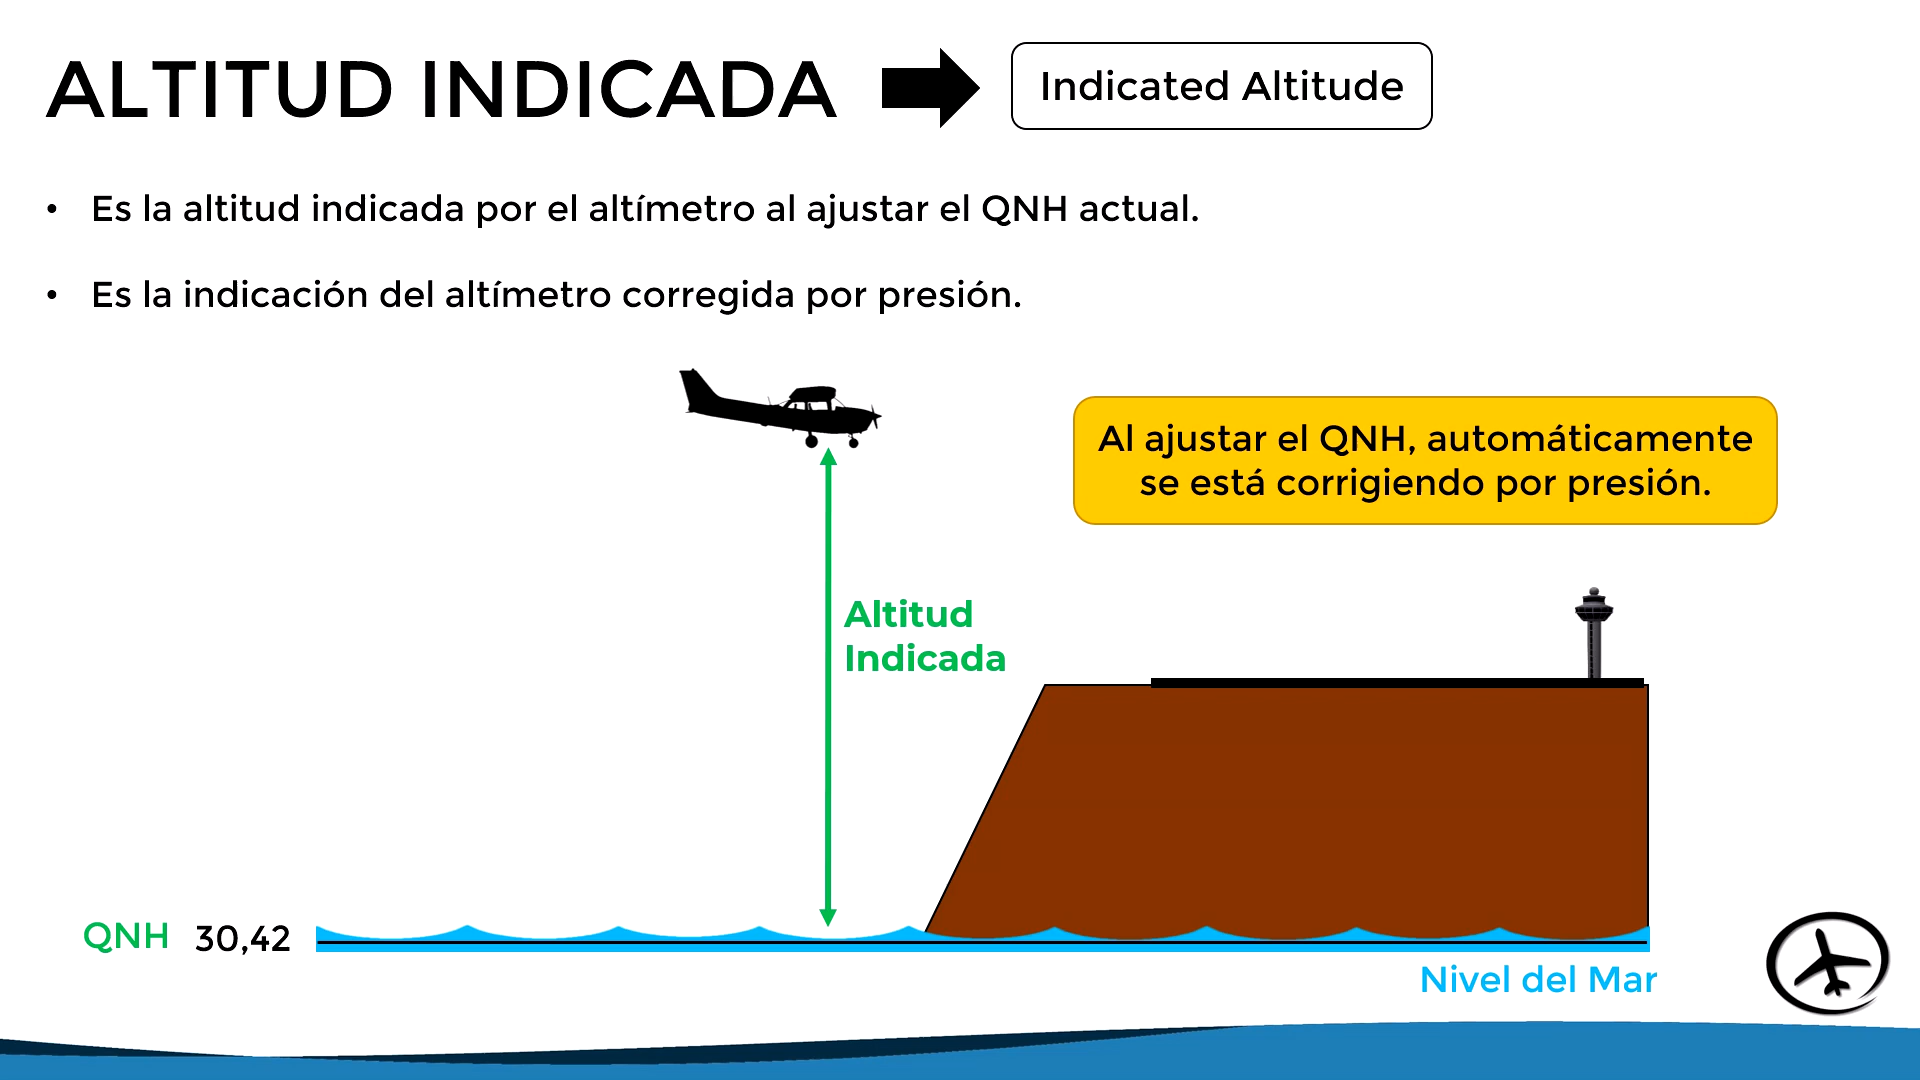 ALTITUD INDICADA
Indicated Altitude
• Es la altitud indicada por el altímetro al ajustar el QNH actual.
• Es la indicación del altímetro corregida por presión.
Al ajustar el QNH, automáticamente
se está corrigiendo por presión.
Altitud
Indicada
QNH 30,42
Nivel del Mar